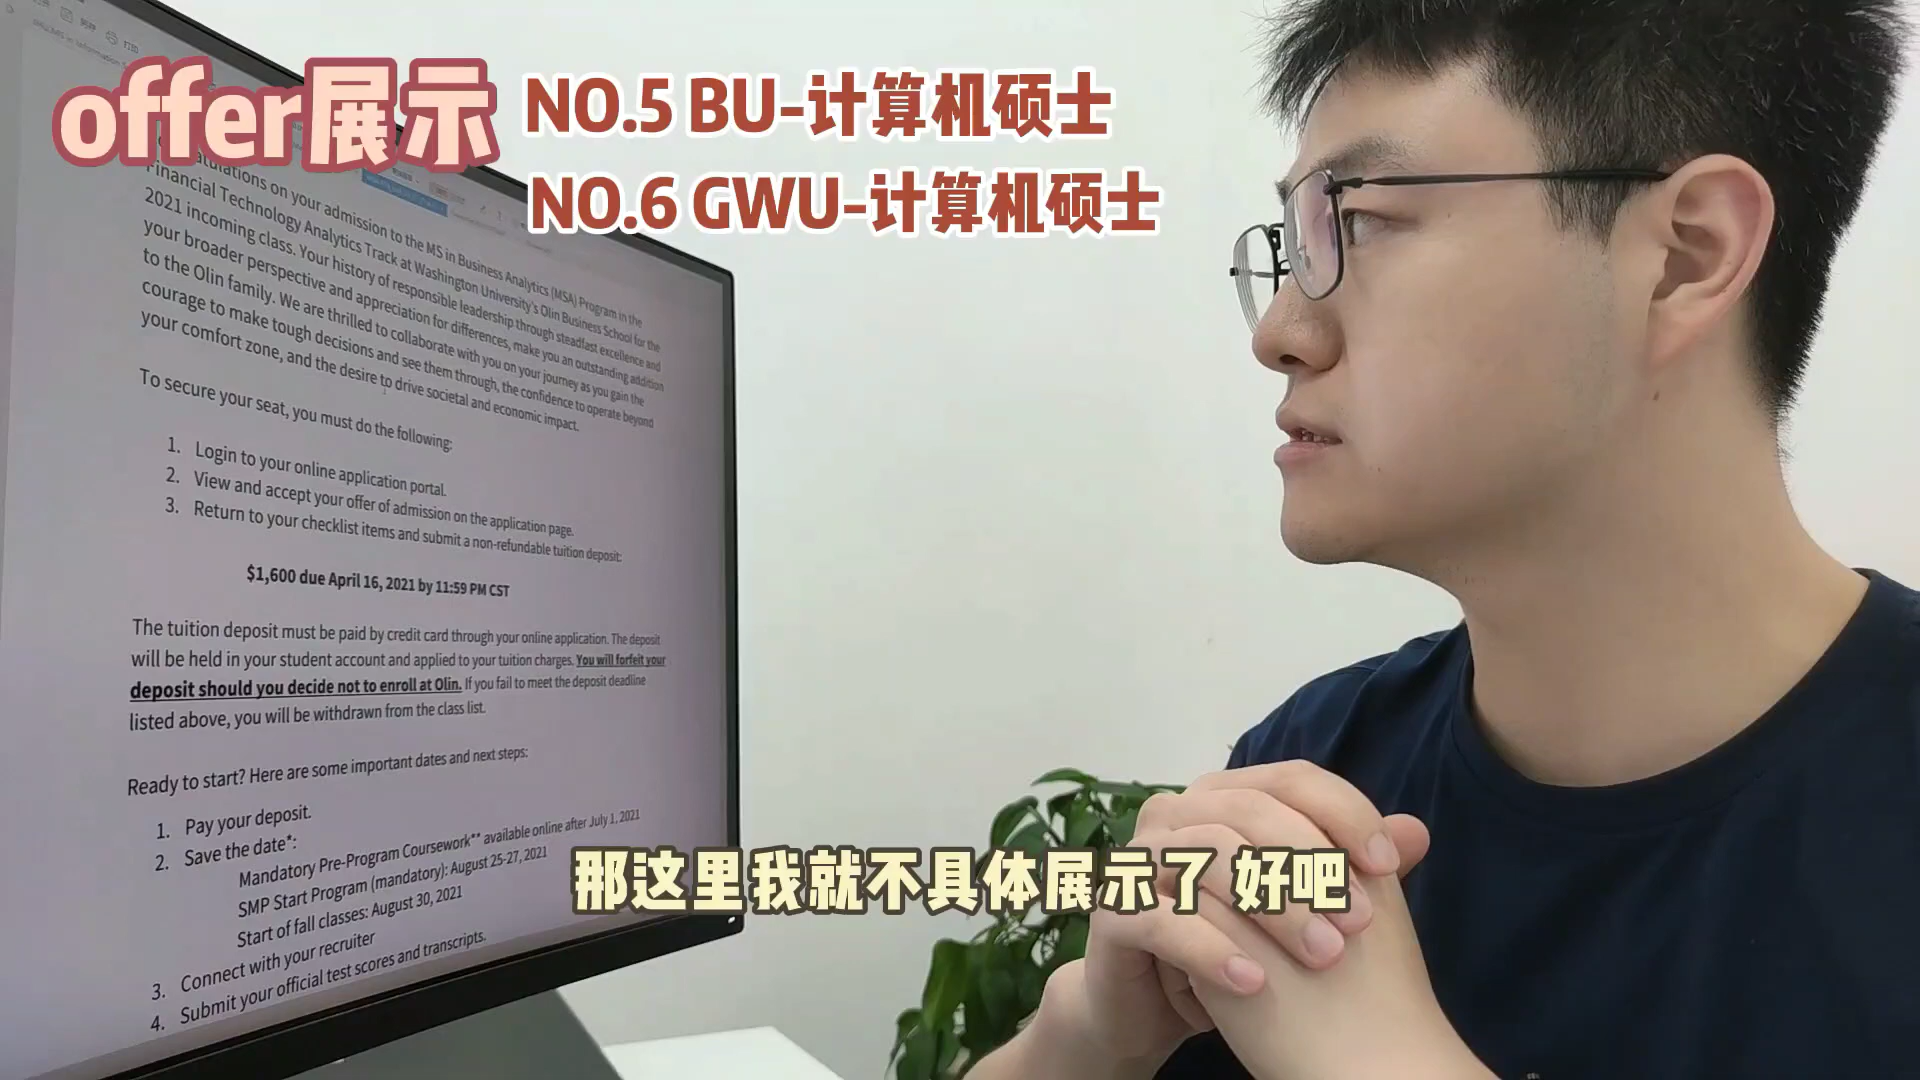 offer展示
NO.5 BU-计算机硕士
NO.6 GWU-计算机硕士
on your admission to the MS in Business Analytics (MSA) Program in the
Financial Technology Analytics Track at Washington University's Olin Business School for the
2021 incoming class. Your history of responsible leadership through steadfast excellence and
your broader perspective and appreciation for differences, make you an outstanding addition
to the Olin family. We are thrilled to collaborate with you on your journey as you gain the
courage to make tough decisions and see them through, the confidence to operate beyond
your comfort zone, and the desire to drive societal and economic impact.
To secure your seat, you must do the following:
1. Login to your online application portal.
2. View and accept your offer of admission on the application page.
3. Return to your checklist items and submit a non-refundable tuition deposit:
$1,600 due April 16, 2021 by 11:59 PM CST
The tuition deposit must be paid by credit card through your online application. The deposit
will be held in your student account and applied to your tuition charges. You will forfeit your
deposit should you decide not to enroll at Olin. If you fail to meet the deposit deadline
listed above, you will be withdrawn from the class list.
Ready to start? Here are some important dates and next steps:
1. Pay your deposit.
2. Save the date*:
Mandatory Pre-Program Coursework** available online after July 1, 2021
SMP Start Program (mandatory): August 25-27, 2021
Start of fall classes: August 30, 2021
3. Connect with your recruiter
4. Submit your official test scores and transcripts.
那这里我就不具体展示了 好吧